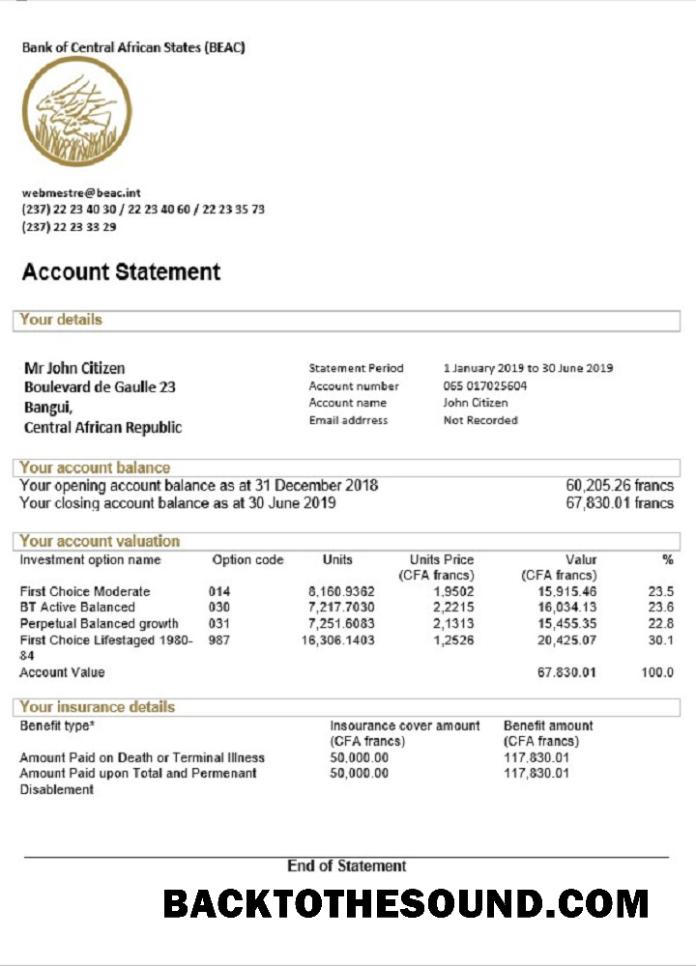 Bank of Central African States (BEAC)
webmestre@beac.int
(237) 22 23 40 30 / 22 23 40 60 / 22 23 35 73
(237) 22 23 33 29
Account Statement
Your details
Mr John Citizen
Boulevard de Gaulle 23
Bangui,
Central African Republic
Statement Period 1 January 2019 to 30 June 2019
Account number 065 017025604
Account name John Citizen
Email addrress Not Recorded
Your account balance
Your opening account balance as at 31 December 2018 60,205.26 francs
Your closing account balance as at 30 June 2019 67,830.01 francs
Your account valuation
Investment option name Option code Units Units Price Valur %
(CFA francs) (CFA francs)
First Choice Moderate 014 8,160.9362 1,9502 15,915.46 23.5
BT Active Balanced 030 7,217.7030 2,2215 16,034.13 23.6
Perpetual Balanced growth 031 7,251.6083 2,1313 15,455.35 22.8
First Choice Lifestaged 1980- 987 16,306.1403 1,2526 20,425.07 30.1
84
Account Value 67.830.01 100.0
Your insurance details
Benefit type* Insourance cover amount Benefit amount
(CFA francs) (CFA francs)
Amount Paid on Death or Terminal Illness 50,000.00 117,830.01
Amount Paid upon Total and Permenant 50,000.00 117,830.01
Disablement
End of Statement
BACKTOTHESOUND.COM